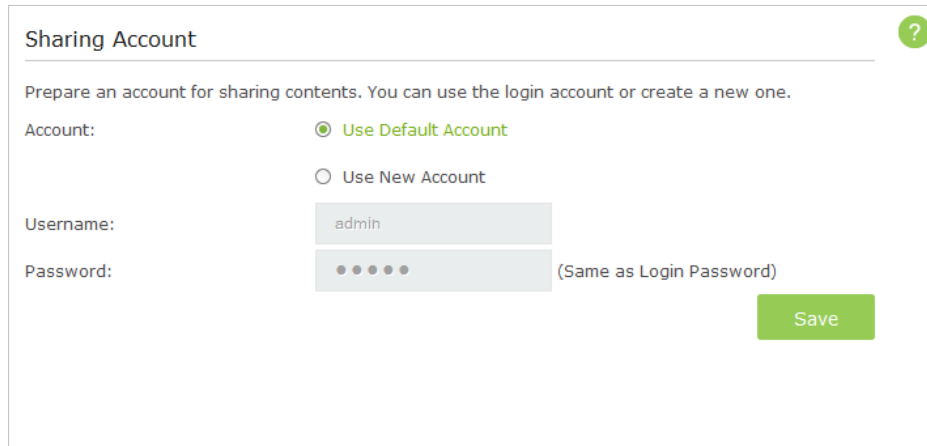 Sharing Account
?
Prepare an account for sharing contents. You can use the login account or create a new one.
Account: Use Default Account
Use New Account
Username: admin
Password: ●●●●● (Same as Login Password)
Save